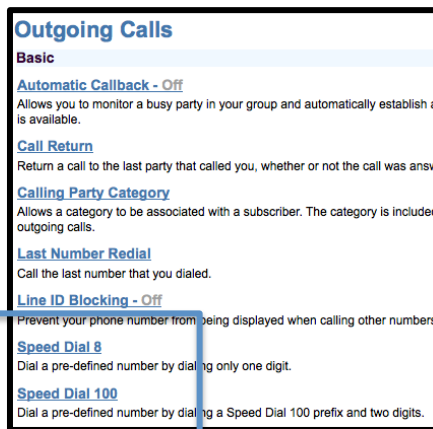 Outgoing Calls
Basic
Automatic Callback - Off
Allows you to monitor a busy party in your group and automatically establish
is available.
Call Return
Return a call to the last party that called you, whether or not the call was
Calling Party Category
Allows a category to be associated with a subscriber. The category is
outgoing calls.
Last Number Redial
Call the last number that you dialed.
Line ID Blocking - Off
Prevent your phone number from being displayed when calling other numbers
Speed Dial 8
Dial a pre-defined number by dialing only one digit.
Speed Dial 100
Dial a pre-defined number by dialing a Speed Dial 100 prefix and two digits.